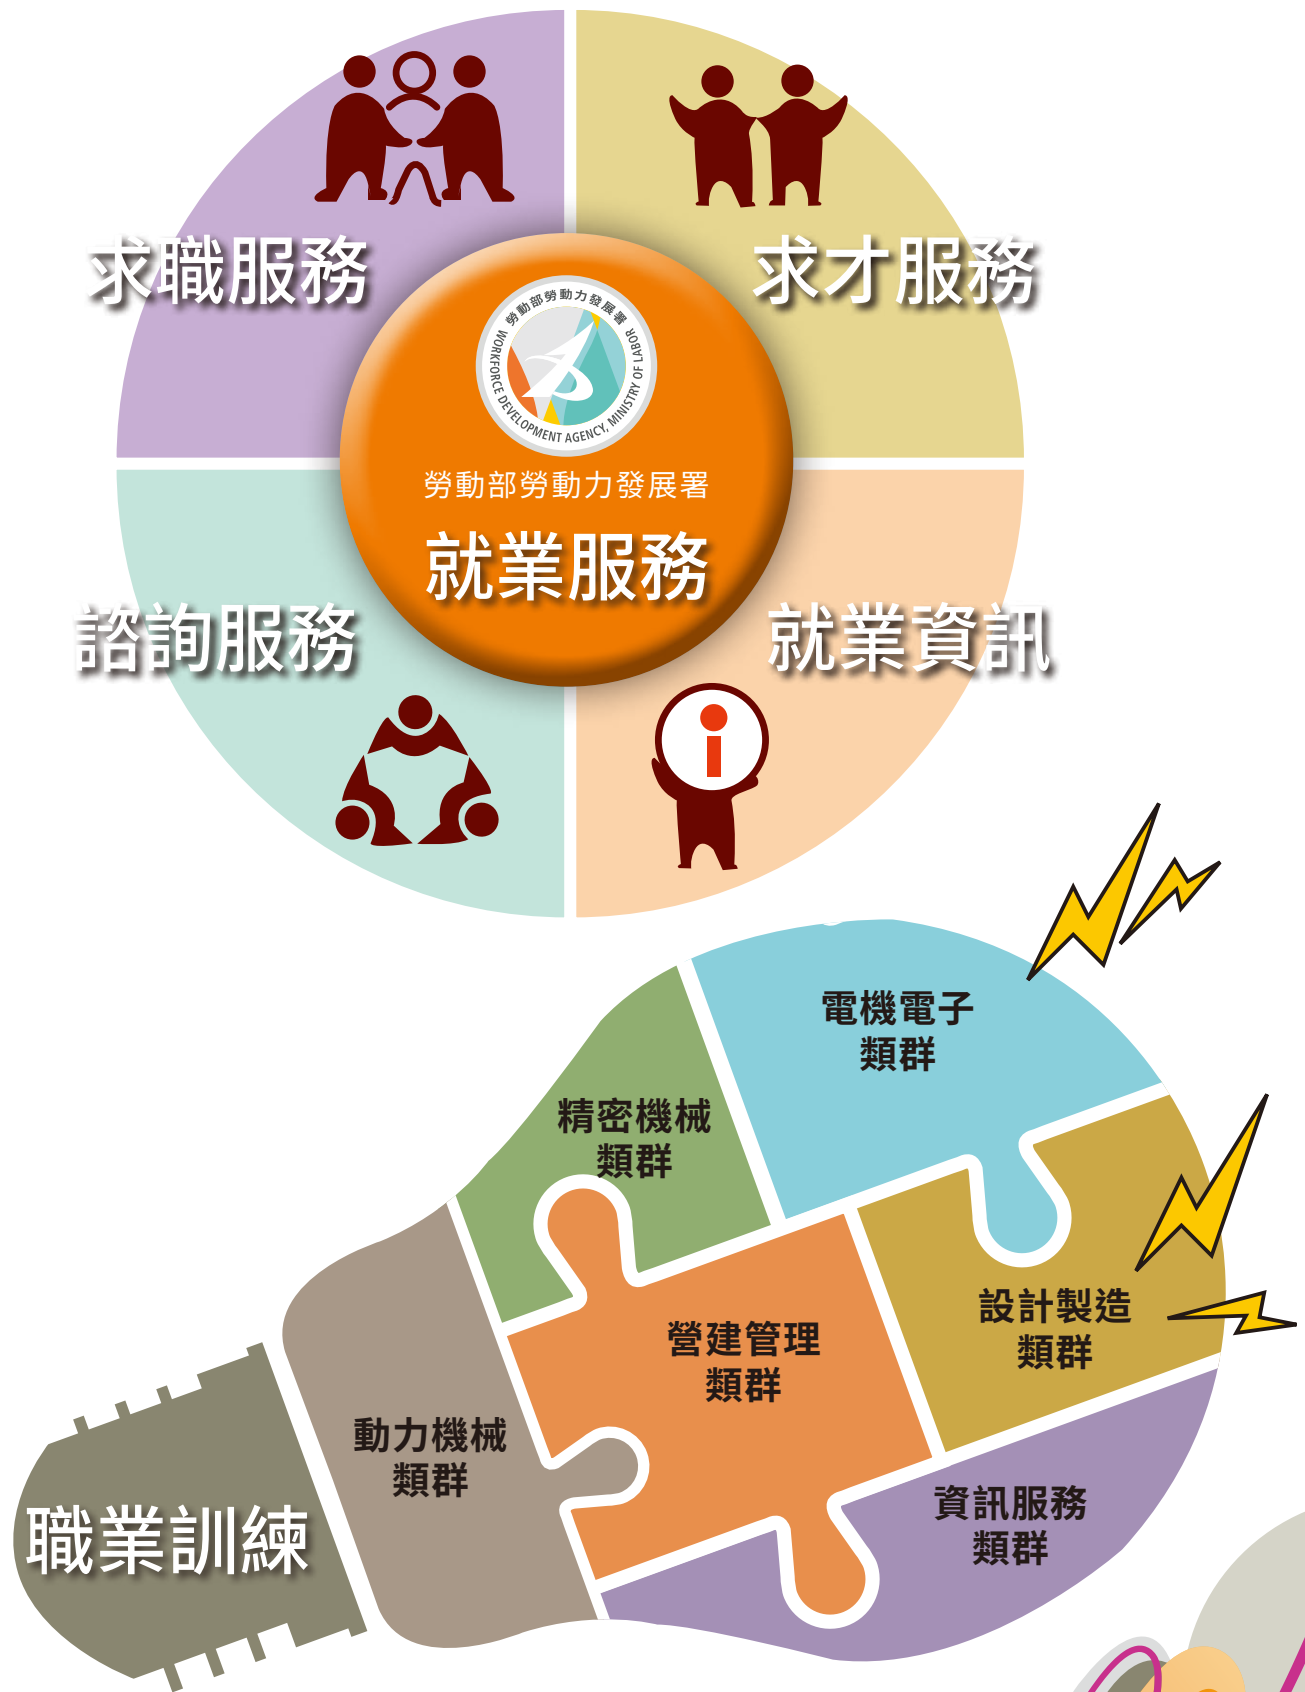 求職服務
求才服務
勞動部勞動力發展署
WORKFORCE DEVELOPMENT AGENCY, MINISTRY OF LABOR
勞動部勞動力發展署
就業服務
諮詢服務
就業資訊
i
電機電子
類群
精密機械
類群
設計製造
類群
營建管理
類群
動力機械
類群
資訊服務
類群
職業訓練